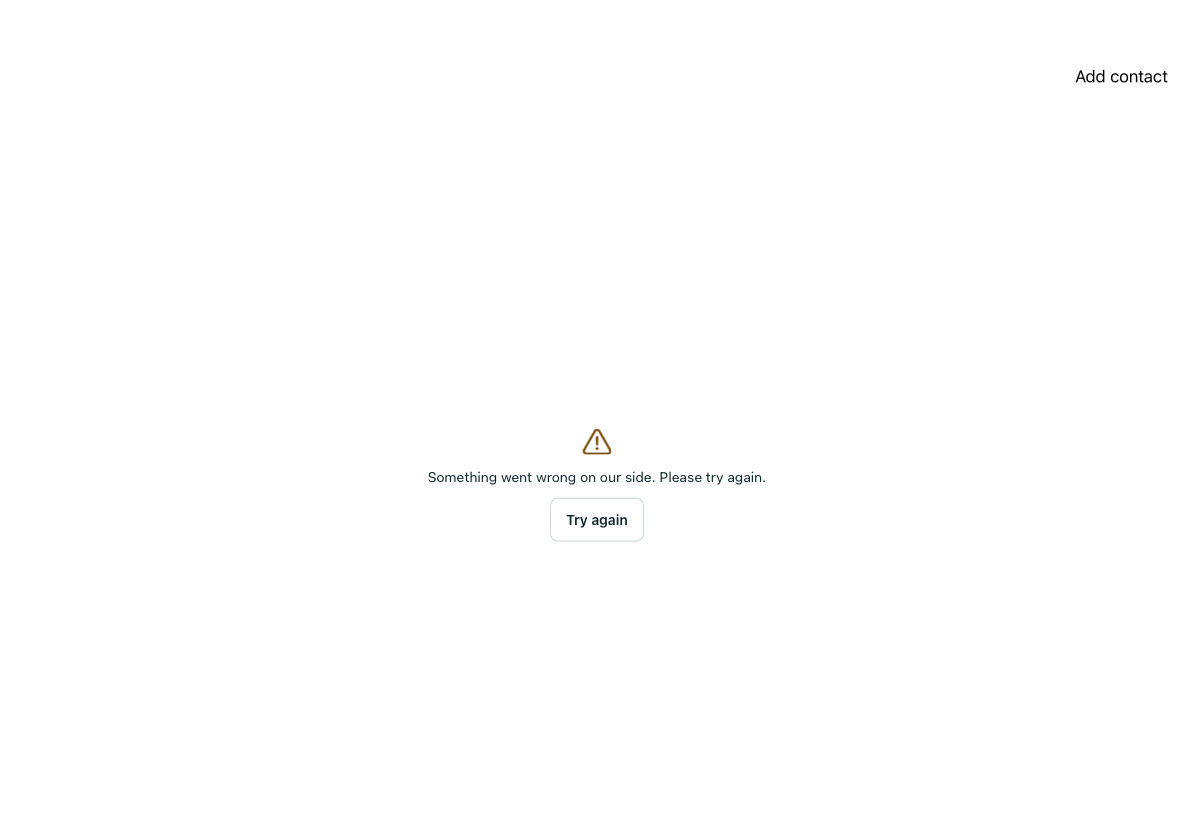 Add contact
Something went wrong on our side. Please try again.
Try again